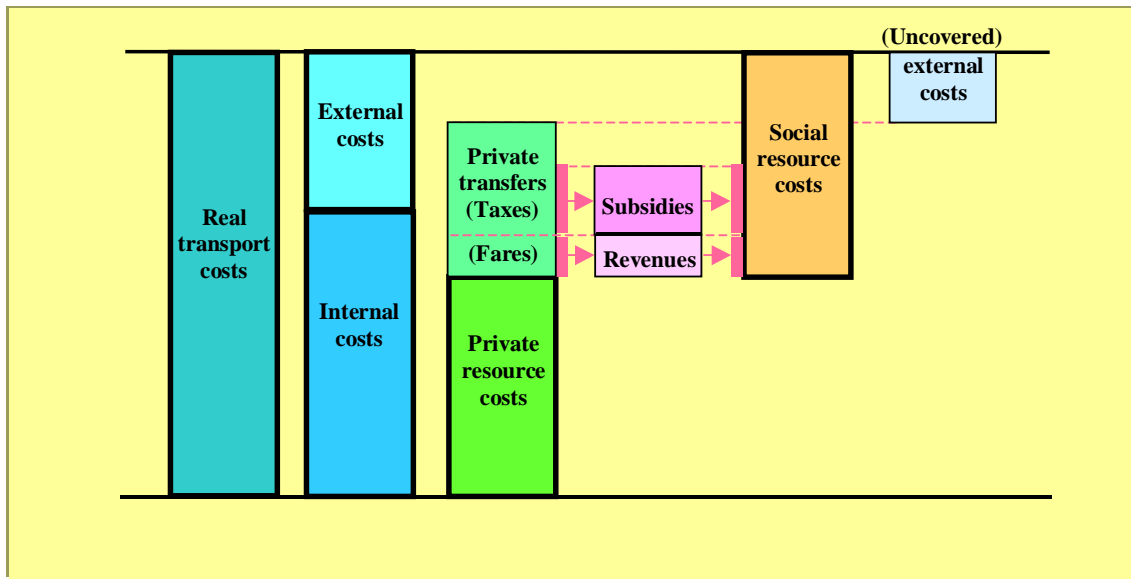 Real
transport
costs
External
costs
Internal
costs
Private
transfers
(Taxes)
(Fares)
Private
resource
costs
Subsidies
Revenues
Social
resource
costs
(Uncovered)
external
costs